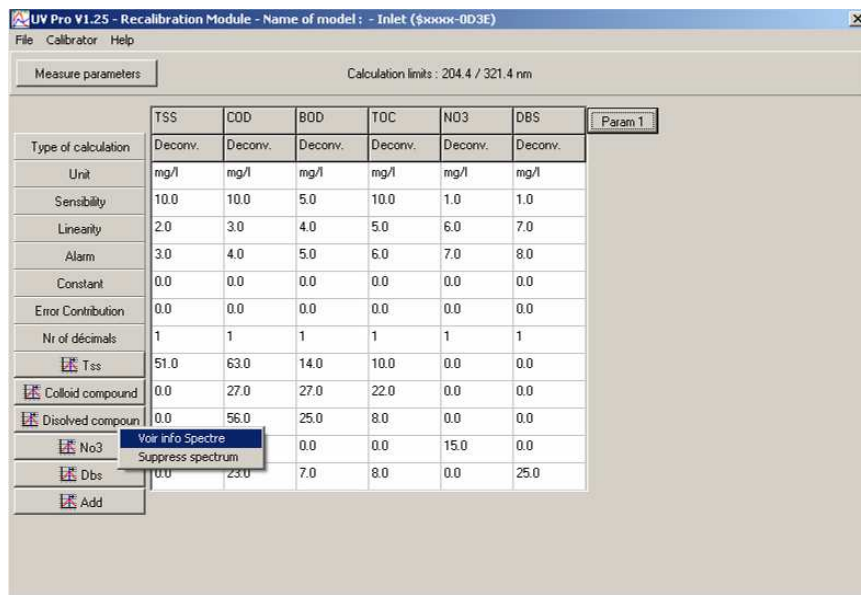 UV Pro V1.25 - Recalibration Module - Name of model : - Inlet ($xxxx-0D3E)
File Calibrator Help
Measure parameters Calculation limits : 204.4 / 321.4 nm
TSS COD BOD TOC NO3 DBS Param 1
Type of calculation Deconv. Deconv. Deconv. Deconv. Deconv. Deconv.
Unit mg/l mg/l mg/l mg/l mg/l mg/l
Sensibility 10.0 10.0 5.0 10.0 1.0 1.0
Linearity 2.0 3.0 4.0 5.0 6.0 7.0
Alarm 3.0 4.0 5.0 6.0 7.0 8.0
Constant 0.0 0.0 0.0 0.0 0.0 0.0
Error Contribution 0.0 0.0 0.0 0.0 0.0 0.0
Nr of décimals 1 1 1 1 1 1
Tss 51.0 63.0 14.0 10.0 0.0 0.0
Colloid compound 0.0 27.0 27.0 22.0 0.0 0.0
Disolved compoun 0.0 56.0 25.0 8.0 0.0 0.0
No3 Voir info Spectre 0.0 0.0 15.0 0.0
Suppress spectrum
Dbs 0.0 23.0 7.0 8.0 0.0 25.0
Add